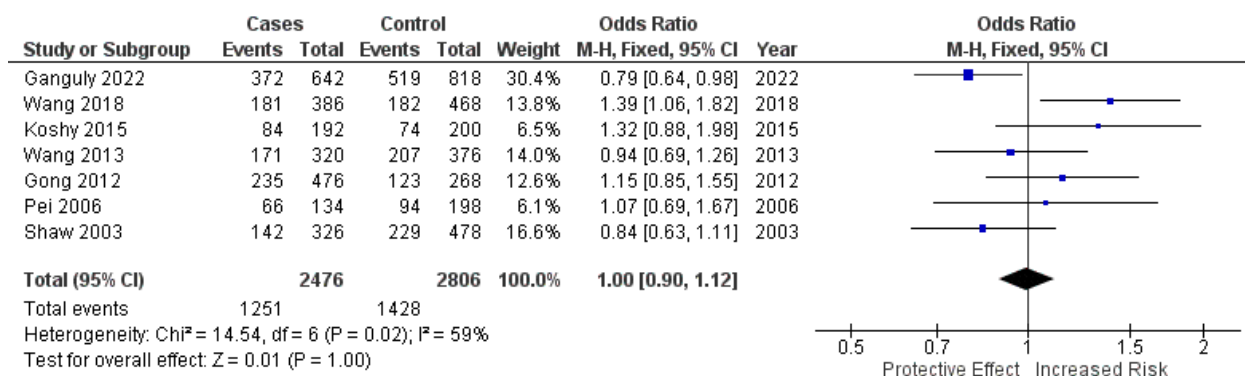 Cases Control Odds Ratio Odds Ratio
Study or Subgroup Events Total Events Total Weight M-H, Fixed, 95% CI Year M-H, Fixed, 95% CI
Ganguly 2022 372 642 519 818 30.4% 0.79 [0.64, 0.98] 2022
Wang 2018 181 386 182 468 13.8% 1.39 [1.06, 1.82] 2018
Koshy 2015 84 192 74 200 6.5% 1.32 [0.88, 1.98] 2015
Wang 2013 171 320 207 376 14.0% 0.94 [0.69, 1.26] 2013
Gong 2012 235 476 123 268 12.6% 1.15 [0.85, 1.55] 2012
Pei 2006 66 134 94 198 6.1% 1.07 [0.69, 1.67] 2006
Shaw 2003 142 326 229 478 16.6% 0.84 [0.63, 1.11] 2003
Total (95% CI) 2476 2806 100.0% 1.00 [0.90, 1.12]
Total events 1251 1428
Heterogeneity: Chi² = 14.54, df = 6 (P = 0.02); I² = 59%
Test for overall effect: Z = 0.01 (P = 1.00)
0.5 0.7 1 1.5 2
Protective Effect Increased Risk